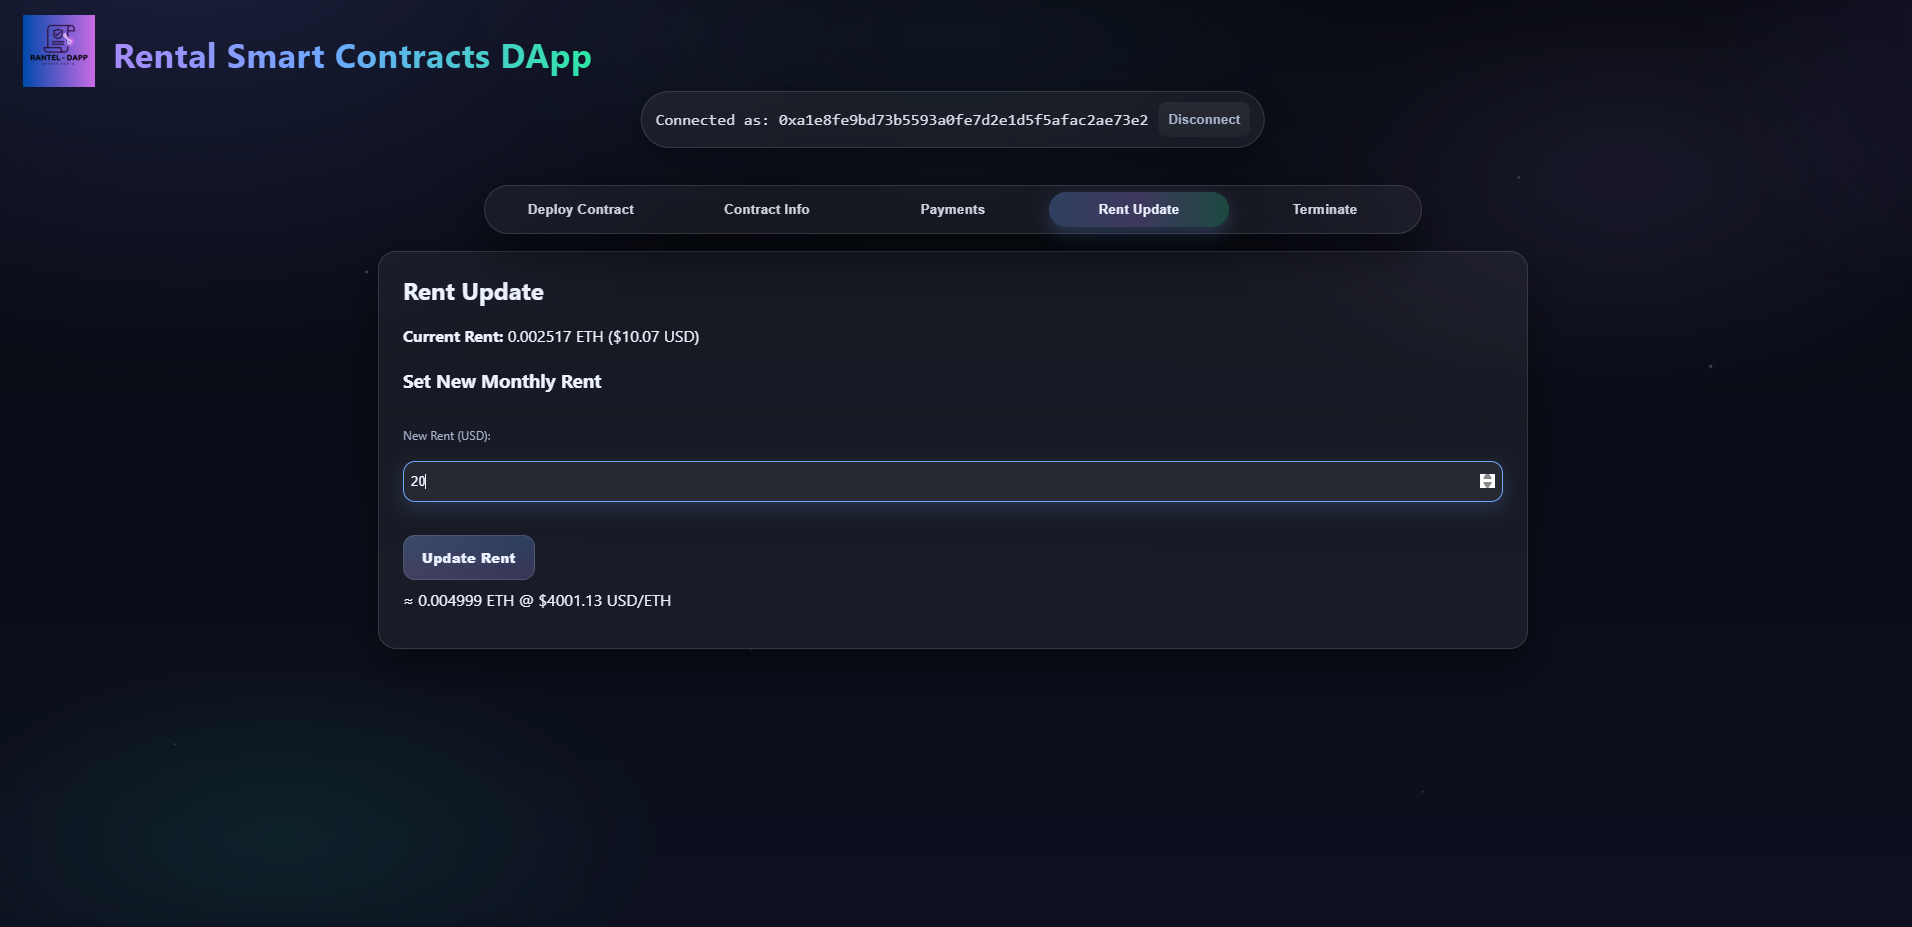 RANTEL - DAPP
Rental Smart Contracts DApp
Connected as: 0xa1e8fe9bd73b5593a0fe7d2e1d5f5afac2ae73e2 Disconnect
Deploy Contract Contract Info Payments Rent Update Terminate
Rent Update
Current Rent: 0.002517 ETH ($10.07 USD)
Set New Monthly Rent
New Rent (USD):
20
Update Rent
≈ 0.004999 ETH @ $4001.13 USD/ETH